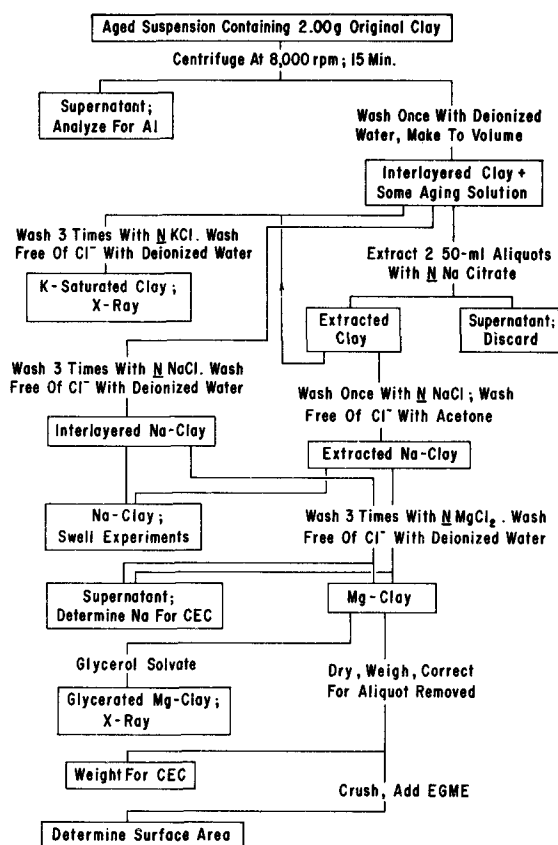 Aged Suspension Containing 2.00g Original Clay
Centrifuge At 8,000 rpm; 15 Min.
Supernatant;
Analyze For Al
Wash Once With Deionized
Water, Make To Volume
Interlayered Clay +
Some Aging Solution
Wash 3 Times With N KCl. Wash
Free Of Cl⁻ With Deionized Water
Extract 2 50-ml Aliquots
With N Na Citrate
K-Saturated Clay;
X-Ray
Extracted
Clay
Supernatant;
Discard
Wash 3 Times With N NaCl. Wash
Free Of Cl⁻ With Deionized Water
Wash Once With N NaCl; Wash
Free Of Cl⁻ With Acetone
Interlayered Na-Clay
Extracted Na-Clay
Na-Clay;
Swell Experiments
Wash 3 Times With N MgCl₂. Wash
Free Of Cl⁻ With Deionized Water
Supernatant;
Determine Na For CEC
Mg-Clay
Glycerol Solvate
Dry, Weigh, Correct
For Aliquot Removed
Glycerated Mg-Clay;
X-Ray
Weight For CEC
Crush, Add EGME
Determine Surface Area